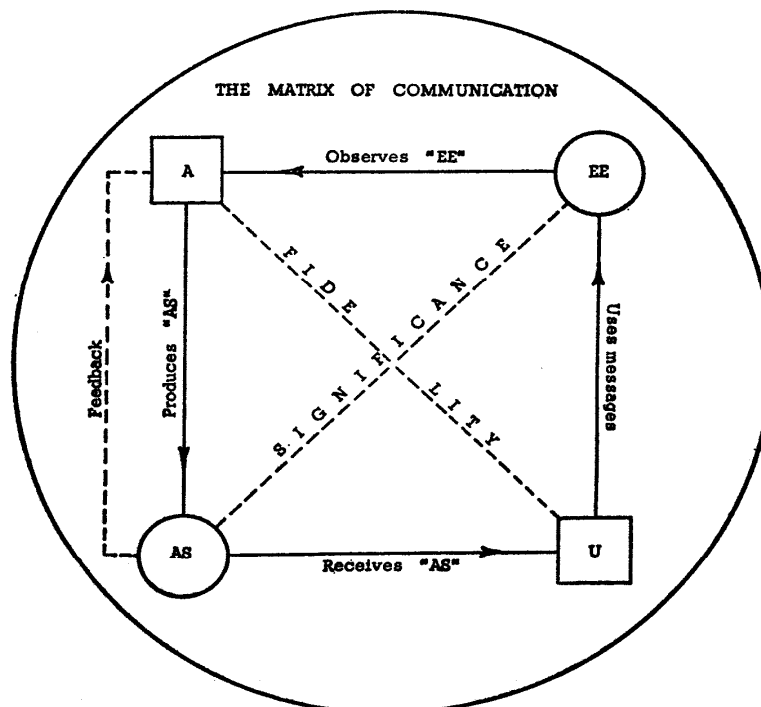 THE MATRIX OF COMMUNICATION
Observes "EE"
A
EE
FIDELITY
SIGNIFICANCE
Feedback
Produces "AS"
Uses messages
AS
Receives "AS"
U